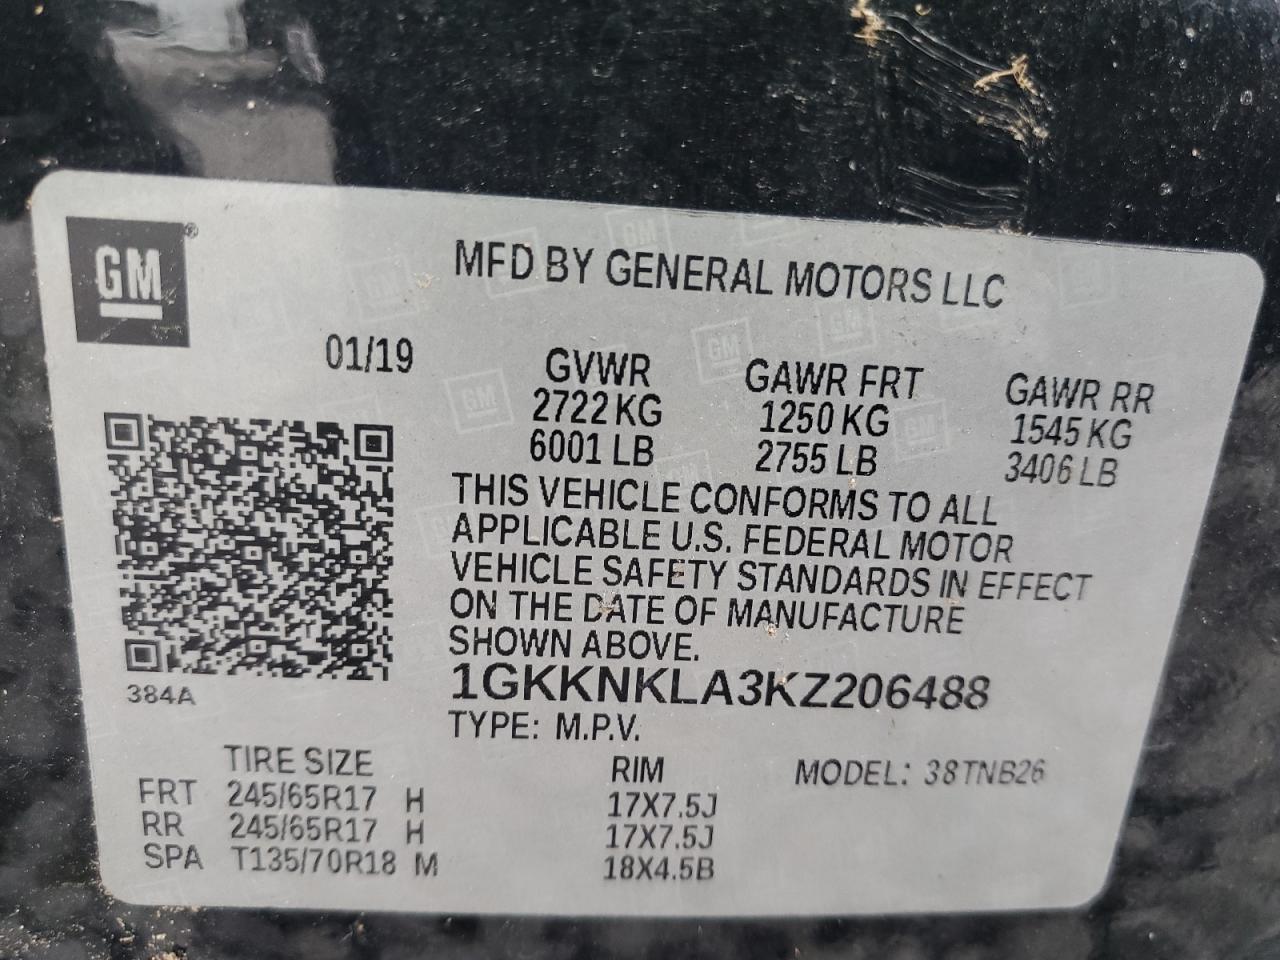 GM®
MFD BY GENERAL MOTORS LLC
01/19
GVWR GAWR FRT GAWR RR
2722 KG 1250 KG 1545 KG
6001 LB 2755 LB 3406 LB
THIS VEHICLE CONFORMS TO ALL
APPLICABLE U.S. FEDERAL MOTOR
VEHICLE SAFETY STANDARDS IN EFFECT
ON THE DATE OF MANUFACTURE
SHOWN ABOVE.
384A
1GKKNKLA3KZ206488
TYPE: M.P.V.
TIRE SIZE RIM MODEL: 38TNB26
FRT 245/65R17 H 17X7.5J
RR 245/65R17 H 17X7.5J
SPA T135/70R18 M 18X4.5B